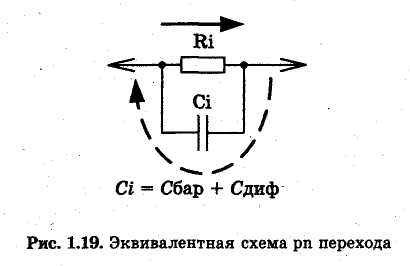 Ri
Ci
Ci = Cбар + Cдиф
Рис. 1.19. Эквивалентная схема pn перехода